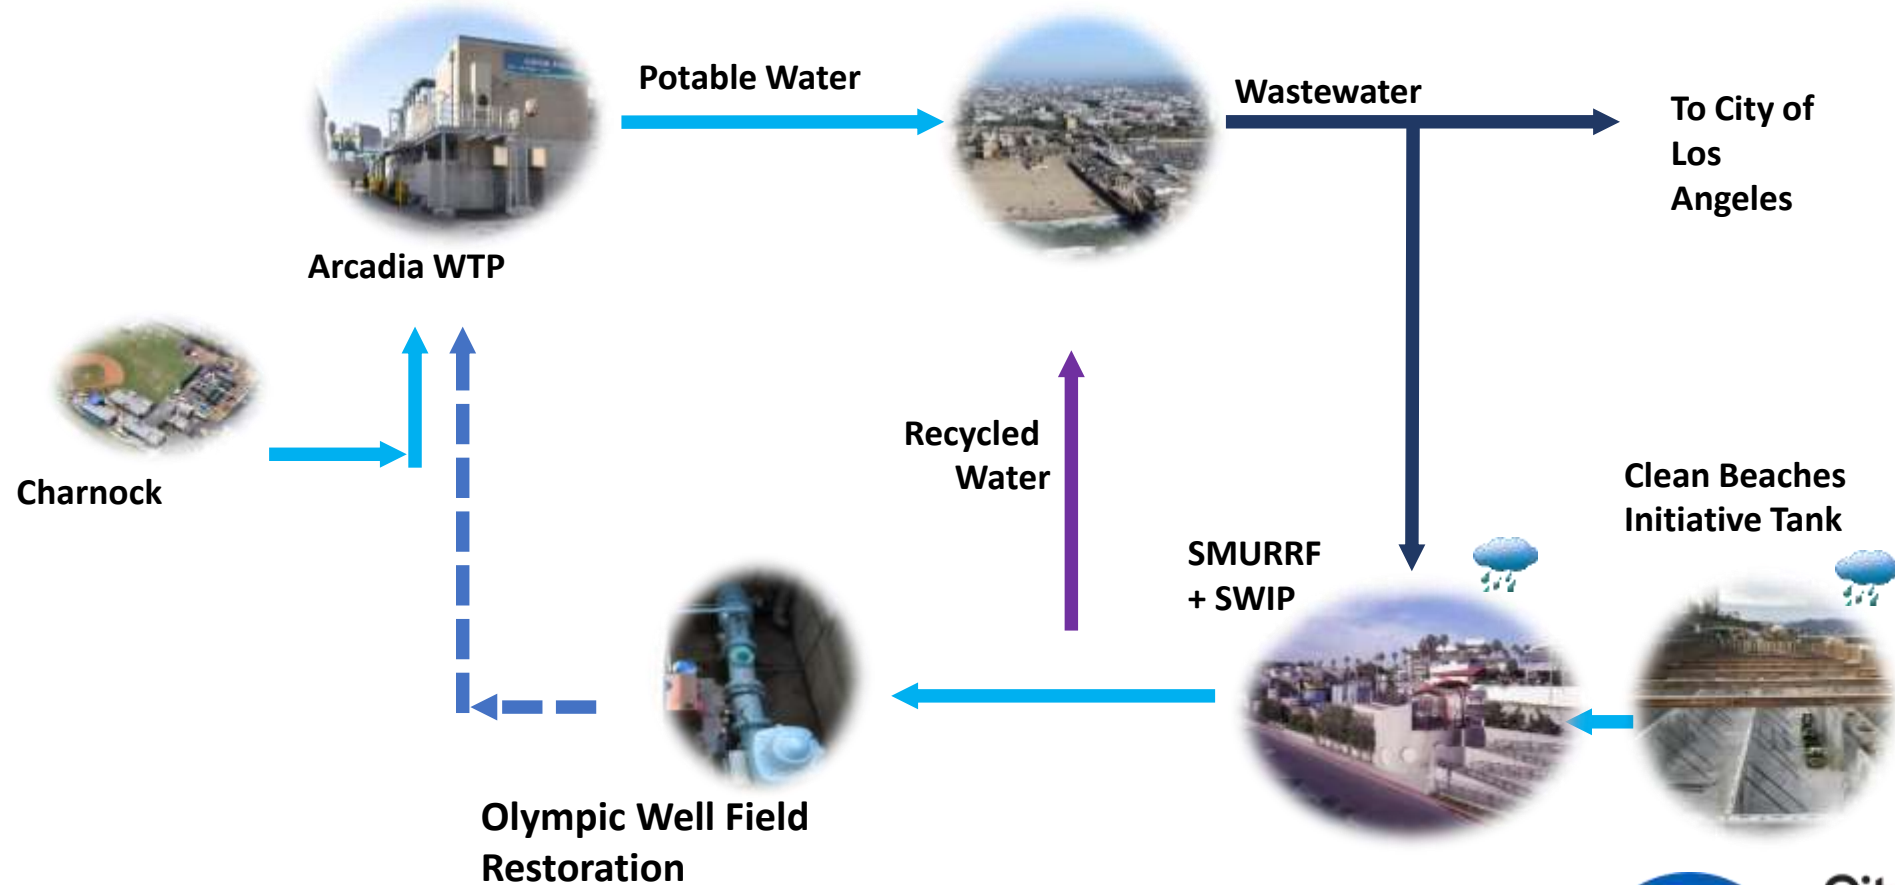 Potable Water
Wastewater
To City of
Los
Angeles
Arcadia WTP
Charnock
Recycled
Water
Clean Beaches
Initiative Tank
SMURRF
+ SWIP
Olympic Well Field
Restoration